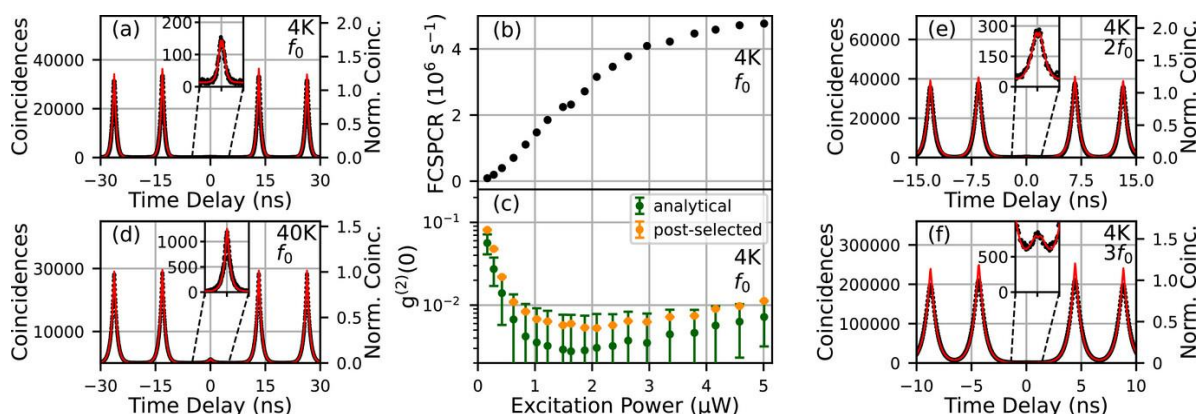 (a)
4K
f₀
150
100
0
40000
20000
0
Coincidences
2.0
1.5
1.0
0.5
0.0
Norm. Coinc.
−30
−15
0
15
30
Time Delay (ns)
(b)
4K
f₀
4
2
0
FCSPCR (10⁶ s⁻¹)
(c)
analytical
post-selected
4K
f₀
10⁻¹
10⁻²
g⁽²⁾(0)
0
1
2
3
4
5
Excitation Power (μW)
(d)
40K
f₀
1000
500
0
30000
10000
Coincidences
1.5
1.0
0.5
0.0
Norm. Coinc.
−30
−15
0
15
30
Time Delay (ns)
(e)
4K
2f₀
300
150
0
60000
40000
20000
0
Coincidences
2.0
1.5
1.0
0.5
0.0
Norm. Coinc.
−15.0
−7.5
0.0
7.5
15.0
Time Delay (ns)
(f)
4K
3f₀
500
0
300000
200000
100000
0
Coincidences
1.5
1.0
0.5
0.0
Norm. Coinc.
−10
−5
0
5
10
Time Delay (ns)